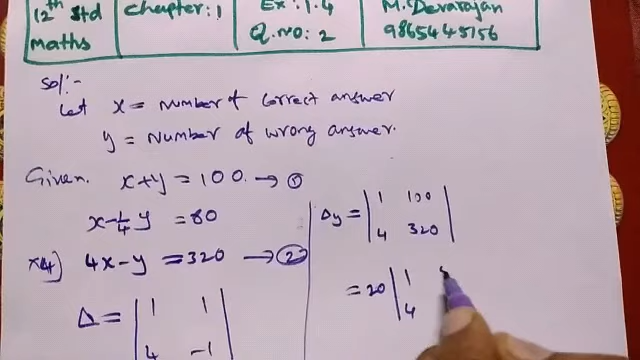 12th Std Maths
Chapter: 1
Ex: 1.4
Q.NO: 2
M. Devarajan
9865445156
Sol:-
Let x = Number of Correct answer
y = Number of wrong answer.
Given. x+y = 100 → ①
x - 1/4 y = 80
x4] 4x - y = 320 → ②
Δ = | 1 1 |
| 4 -1 |
Δy = | 1 100 |
| 4 320 |
= 20 | 1
| 4